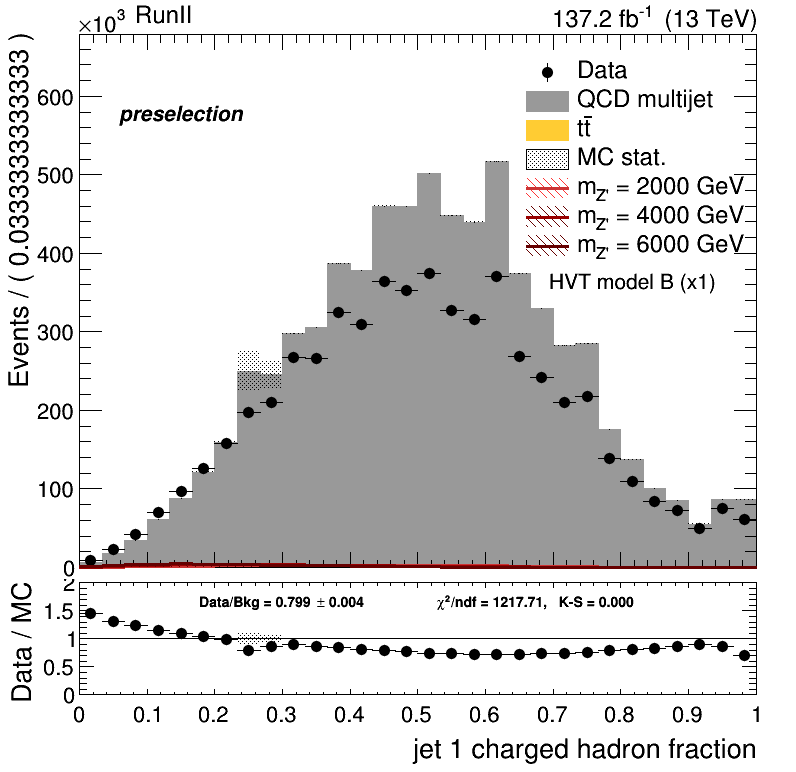 ×10³ RunII 137.2 fb⁻¹ (13 TeV)
Events / ( 0.0333333333333333 )
600
500
400
300
200
100
0
preselection
Data
QCD multijet
tt̄
MC stat.
m_Z' = 2000 GeV
m_Z' = 4000 GeV
m_Z' = 6000 GeV
HVT model B (x1)
Data / MC
2
1.5
1
0.5
0
Data/Bkg = 0.799 ± 0.004 χ²/ndf = 1217.71, K-S = 0.000
0 0.1 0.2 0.3 0.4 0.5 0.6 0.7 0.8 0.9 1
jet 1 charged hadron fraction